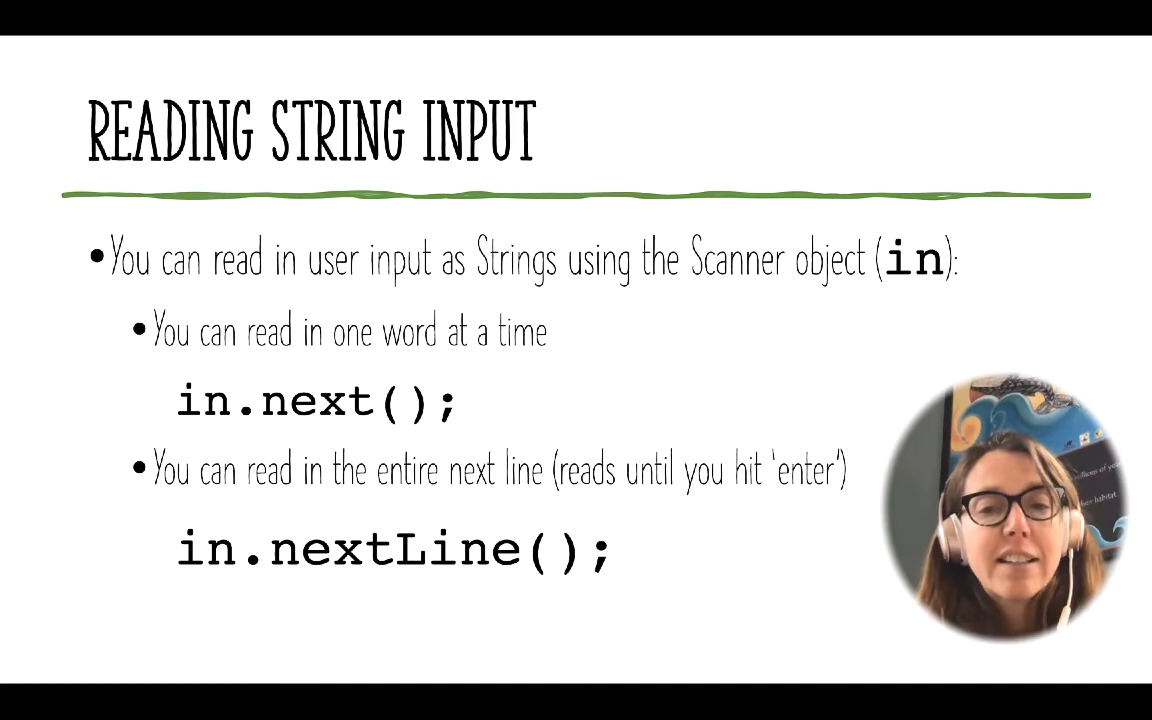 READING STRING INPUT
•You can read in user input as Strings using the Scanner object (in):
•You can read in one word at a time
in.next();
•You can read in the entire next line (reads until you hit 'enter')
in.nextLine();